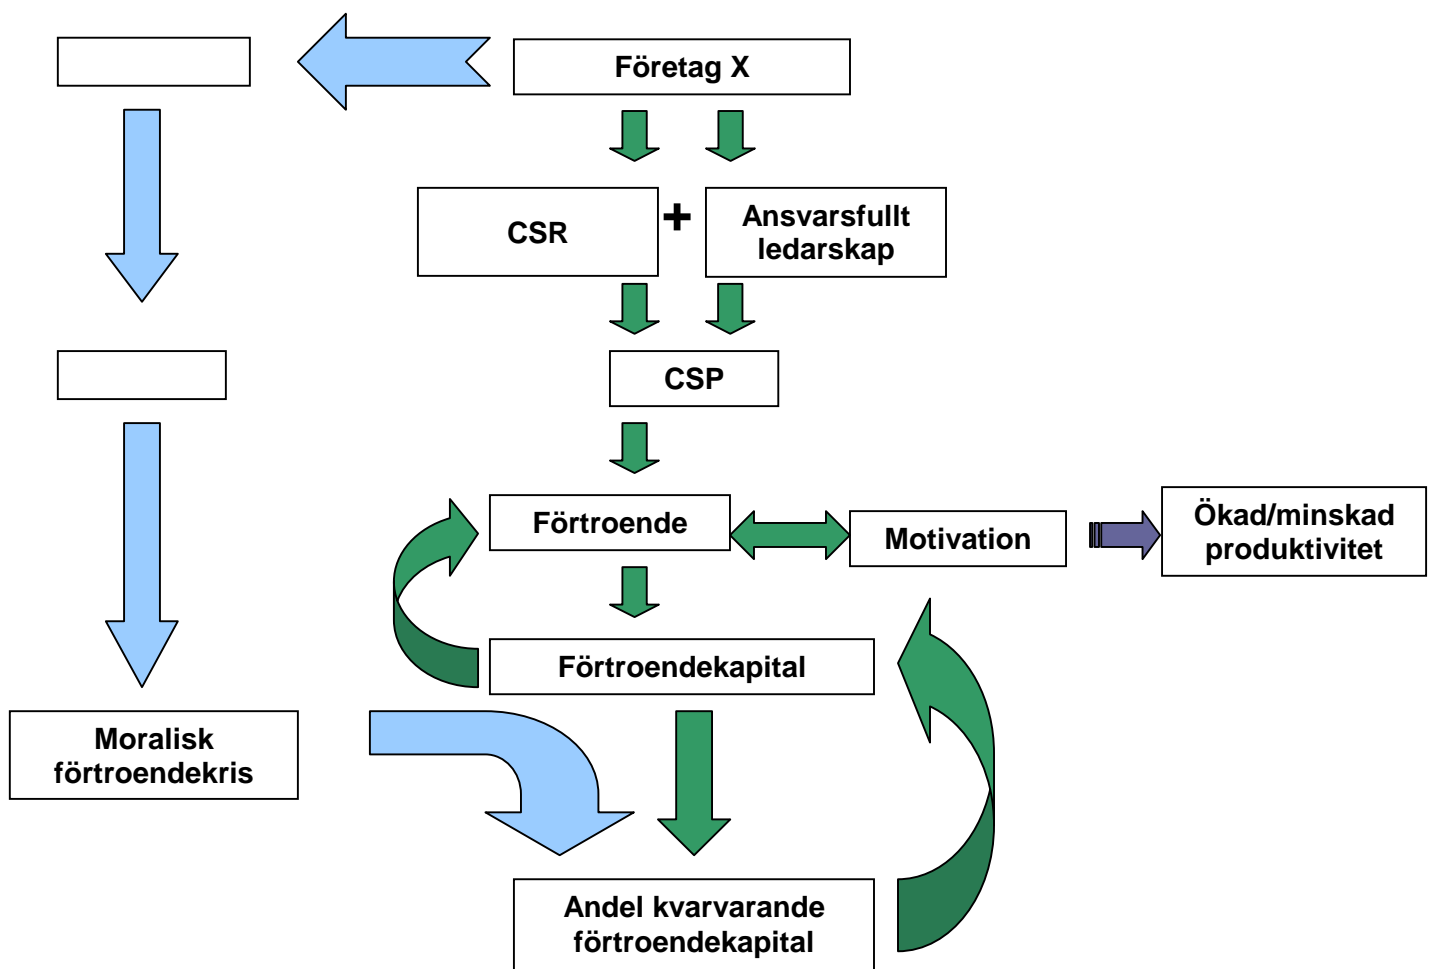 Företag X
CSR
+
Ansvarsfullt
ledarskap
CSP
Förtroende
Motivation
Ökad/minskad
produktivitet
Förtroendekapital
Moralisk
förtroendekris
Andel kvarvarande
förtroendekapital